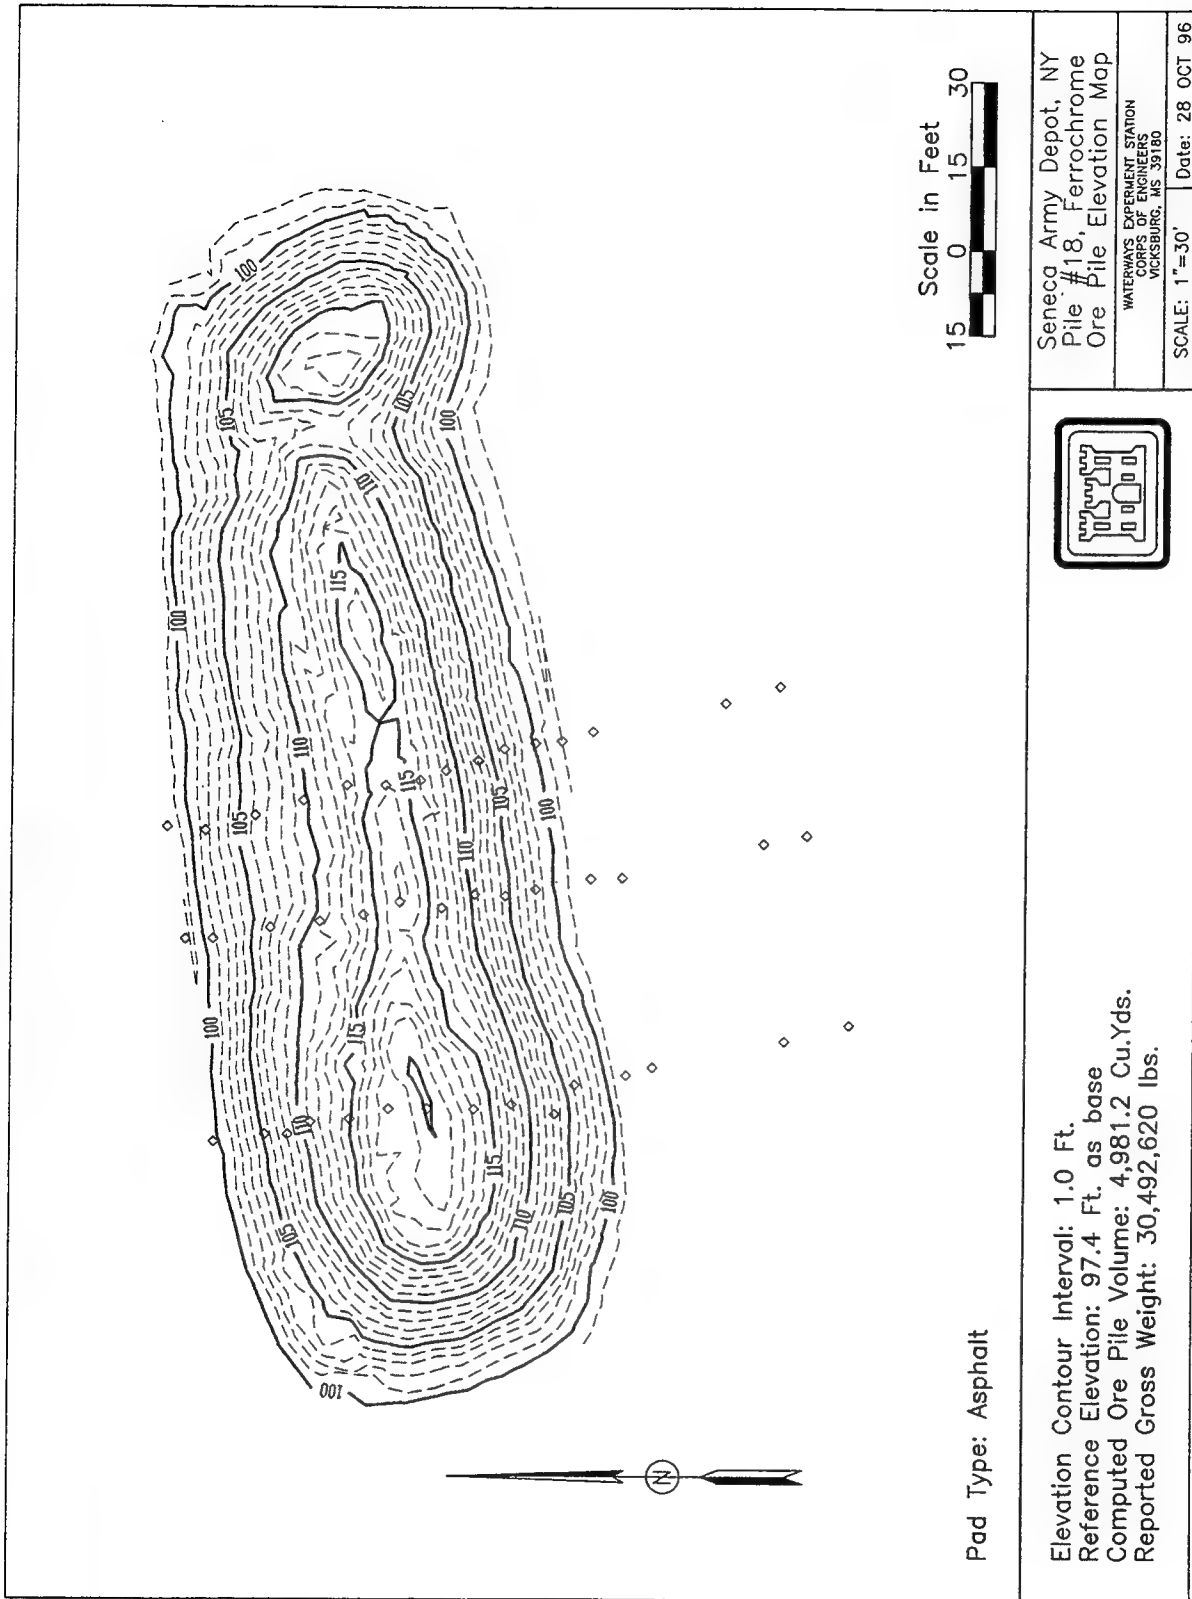 100
105
110
115
100
105
110
100
105
110
115
100
105
110
115
100
105
110
115
100
105
100
N
Pad Type: Asphalt
Scale in Feet
15 0 15 30
Elevation Contour Interval: 1.0 Ft.
Reference Elevation: 97.4 Ft. as base
Computed Ore Pile Volume: 4,981.2 Cu.Yds.
Reported Gross Weight: 30,492,620 lbs.
Seneca Army Depot, NY
Pile #18, Ferrochrome
Ore Pile Elevation Map
WATERWAYS EXPERMENT STATION
CORPS OF ENGINEERS
VICKSBURG, MS 39180
SCALE: 1"=30' Date: 28 OCT 96